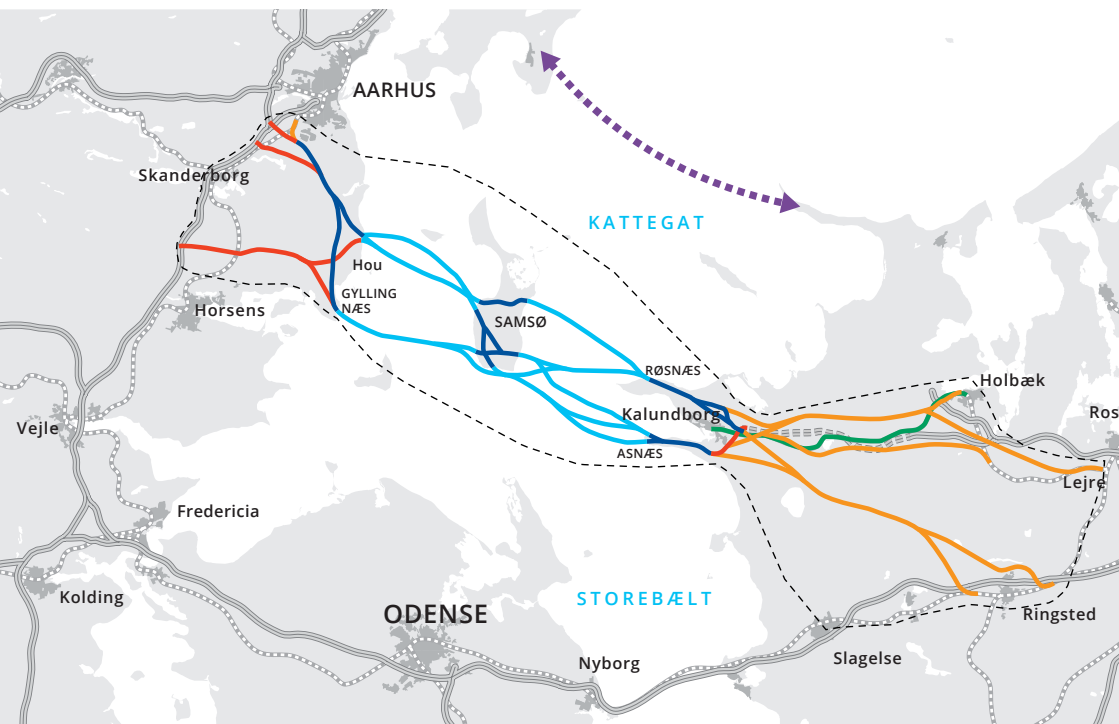 AARHUS
Skanderborg
KATTEGAT
Hou
GYLLING
NÆS
Horsens
SAMSØ
RØSNÆS
Holbæk
Kalundborg
Ros
Vejle
ASNÆS
Lejre
Fredericia
Kolding
STOREBÆLT
ODENSE
Ringsted
Nyborg
Slagelse